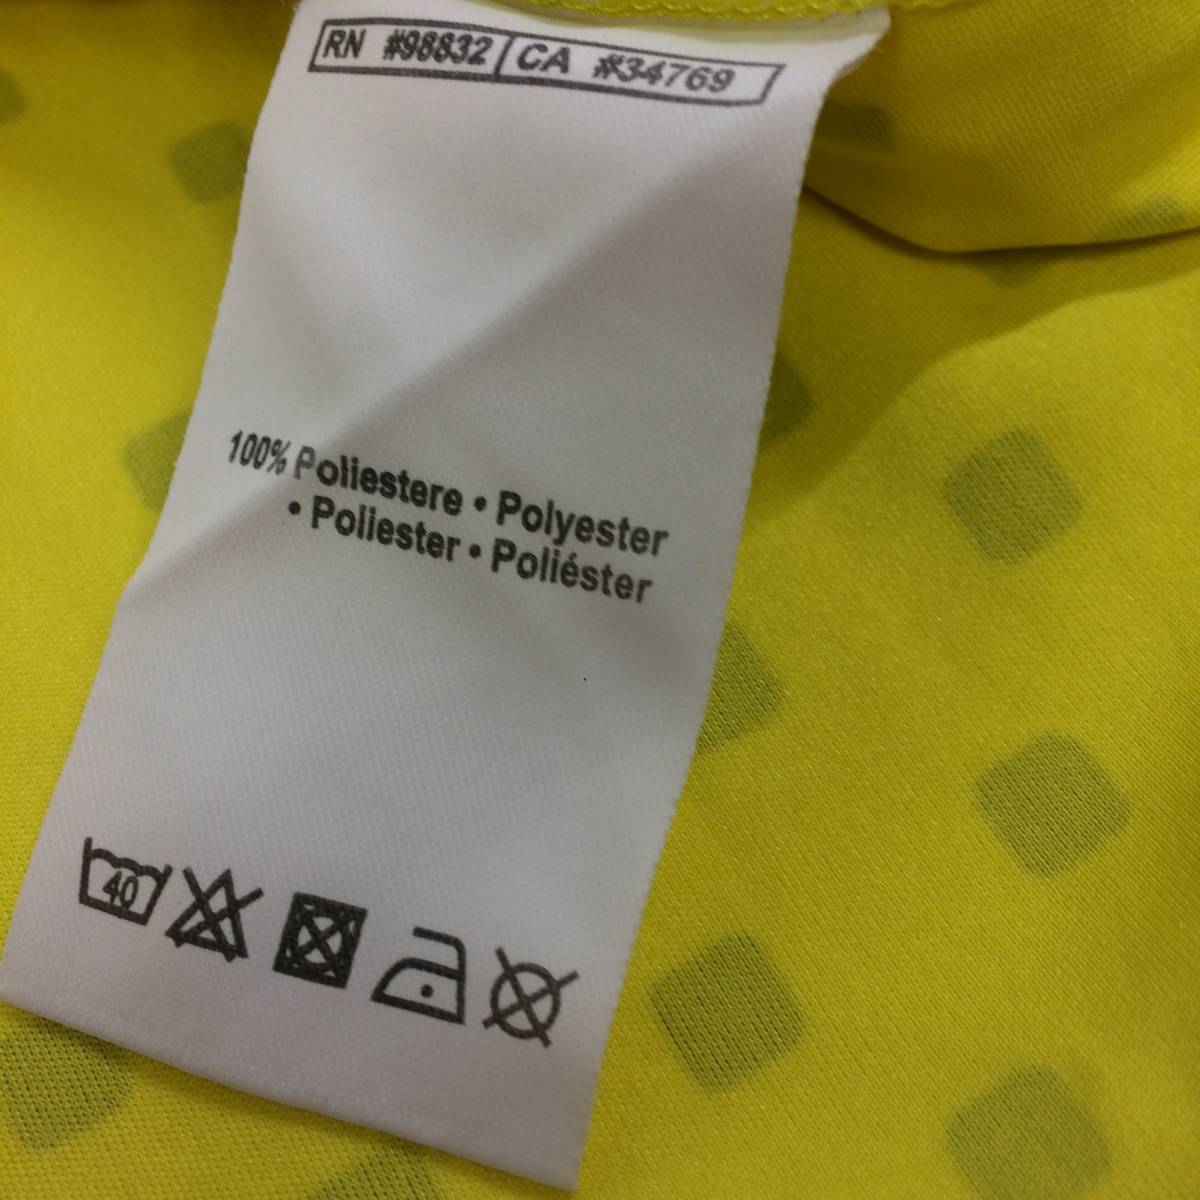 RN #98832 CA #34769
100% Poliestere • Polyester
• Poliester • Poliéster
40